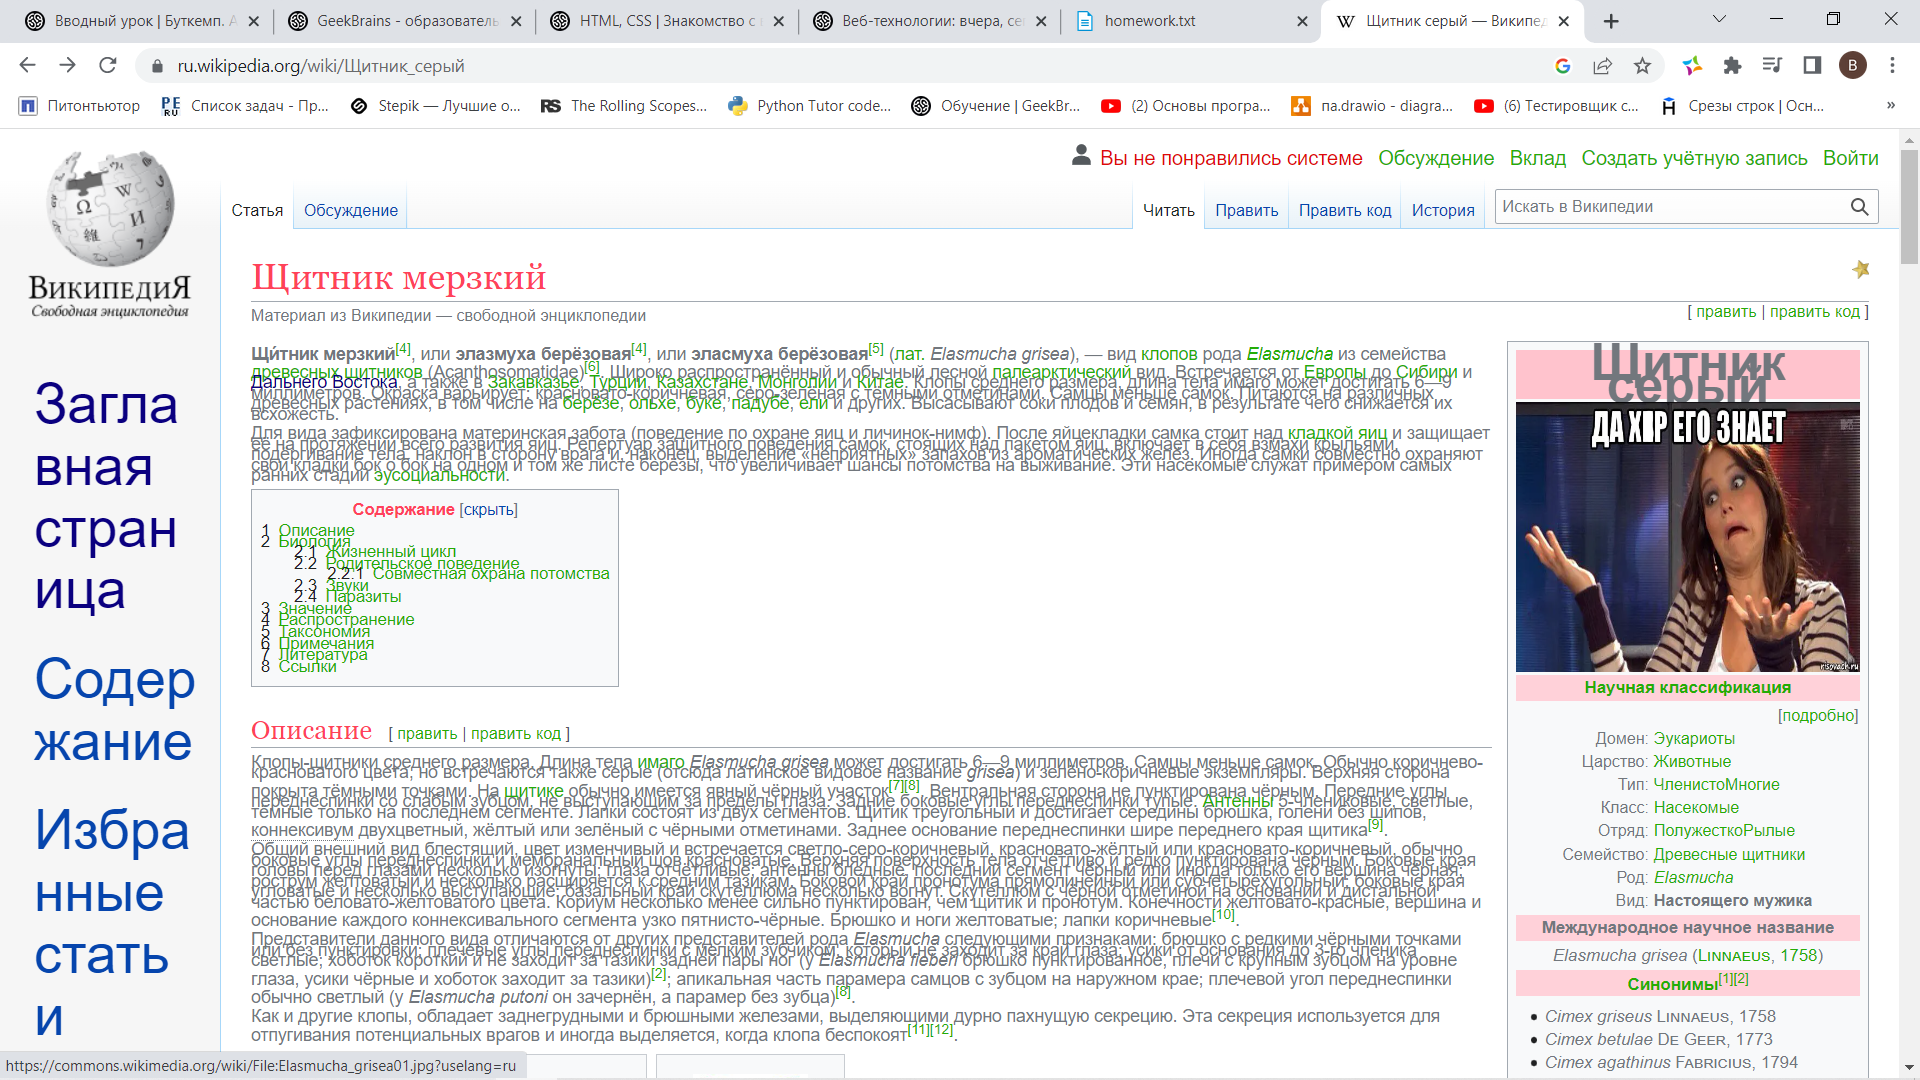 Вводный урок | Буткемп. А
GeekBrains - образователь
HTML, CSS | Знакомство с
Веб-технологии: вчера, се
homework.txt
Щитник серый — Википед
ru.wikipedia.org/wiki/Щитник_серый
B
Питонтьютор
Список задач - Пр...
Stepik — Лучшие о...
The Rolling Scopes...
Python Tutor code...
Обучение | GeekBr...
(2) Основы програ...
па.drawio - diagra...
(6) Тестировщик с...
Срезы строк | Осн...
»
Вы не понравились системе Обсуждение Вклад Создать учётную запись Войти
Статья Обсуждение Читать Править Править код История Искать в Википедии
ВикипедиЯ
Свободная энциклопедия
Загла
вная
стран
ица
Содер
жание
Избра
нные
стать
и
Щитник мерзкий
Материал из Википедии — свободной энциклопедии
[ править | править код ]
Щи́тник мерзкий[4], или элазмуха берёзовая[4], или эласмуха берёзовая[5] (лат. Elasmucha grisea), — вид клопов рода Elasmucha из семейства
древесных щитников (Acanthosomatidae)[6]. Широко распространённый и обычный лесной палеарктический вид. Встречается от Европы до Сибири и
Дальнего Востока, а также в Закавказье, Турции, Казахстане, Монголии и Китае. Клопы среднего размера, длина тела имаго может достигать 6—9
миллиметров. Окраска варьирует: красновато-коричневая, серо-зелёная с тёмными отметинами. Самцы меньше самок. Питаются на различных
древесных растениях, в том числе на берёзе, ольхе, буке, падубе, ели и других. Высасывают соки плодов и семян, в результате чего снижается их
всхожесть.
Для вида зафиксирована материнская забота (поведение по охране яиц и личинок-нимф). После яйцекладки самка стоит над кладкой яиц и защищает
её на протяжении всего развития яиц. Репертуар защитного поведения самок, стоящих над пакетом яиц, включает в себя взмахи крыльями,
подёргивание тела, наклон в сторону врага и, наконец, выделение «неприятных» запахов из ароматических желёз. Иногда самки совместно охраняют
свои кладки бок о бок на одном и том же листе берёзы, что увеличивает шансы потомства на выживание. Эти насекомые служат примером самых
ранних стадий эусоциальности.
Содержание [скрыть]
1 Описание
2 Биология
2.1 Жизненный цикл
2.2 Родительское поведение
2.2.1 Совместная охрана потомства
2.3 Звуки
2.4 Паразиты
3 Значение
4 Распространение
5 Таксономия
6 Примечания
7 Литература
8 Ссылки
Описание [ править | править код ]
Клопы-щитники среднего размера. Длина тела имаго Elasmucha grisea может достигать 6—9 миллиметров. Самцы меньше самок. Обычно коричнево-
красноватого цвета, но встречаются также серые (отсюда латинское видовое название grisea) и зелено-коричневые экземпляры. Верхняя сторона
покрыта тёмными точками. На щитике обычно имеется явный чёрный участок[7][8]. Вентральная сторона не пунктирована чёрным. Передние углы
переднеспинки со слабым зубцом, не выступающим за пределы глаза. Задние боковые углы переднеспинки тупые. Антенны 5-члениковые, светлые,
тёмные только на последнем сегменте. Лапки состоят из двух сегментов. Щитик треугольный и достигает середины брюшка, голени без шипов,
коннексивум двухцветный, жёлтый или зелёный с чёрными отметинами. Заднее основание переднеспинки шире переднего края щитика[9].
Общий внешний вид блестящий, цвет изменчивый и встречается светло-серо-коричневый, красновато-жёлтый или красновато-коричневый, обычно
боковые углы переднеспинки и мембранальный шов красноватые. Верхняя поверхность тела отчётливо и редко пунктирована чёрным. Боковые края
головы перед глазами несколько изогнуты; глаза отчётливые; антенны бледные, последний сегмент чёрный или иногда только его вершина чёрная;
рострум желтоватый и несколько расширяется к средним тазикам. Боковой край пронотума прямолинейный или субчетырёхугольный; боковые края
угловатые и несколько выступающие; базальный край скутеллюма несколько вогнут. Скутеллюм с чёрной отметиной на основании и дистальной
частью беловато-желтоватого цвета. Кориум несколько менее сильно пунктирован, чем щитик и пронотум. Конечности желтовато-красные, вершина и
основание каждого коннексивального сегмента узко пятнисто-чёрные. Брюшко и ноги желтоватые; лапки коричневые[10].
Представители данного вида отличаются от других представителей рода Elasmucha следующими признаками: брюшко с редкими чёрными точками
или без пунктировки; плечевые углы переднеспинки с мелким зубчиком, который не заходит за край глаза; усики от основания до 3-го членика
светлые; хоботок короткий и не заходит за тазики задней пары ног (у Elasmucha fieberi брюшко пунктированное, плечи с крупным зубцом на уровне
глаза, усики чёрные и хоботок заходит за тазики)[2]; апикальная часть парамера самцов с зубцом на наружном крае; плечевой угол переднеспинки
обычно светлый (у Elasmucha putoni он зачернён, а парамер без зубца)[8].
Как и другие клопы, обладает заднегрудными и брюшными железами, выделяющими дурно пахнущую секрецию. Эта секреция используется для
отпугивания потенциальных врагов и иногда выделяется, когда клопа беспокоят[11][12].
Щитник
серый
ДА ХЗР ЕГО ЗНАЕТ
risovach.ru
Научная классификация
[подробно]
Домен: Эукариоты
Царство: Животные
Тип: ЧленистоМногие
Класс: Насекомые
Отряд: ПолужесткоРылые
Семейство: Древесные щитники
Род: Elasmucha
Вид: Настоящего мужика
Международное научное название
Elasmucha grisea (Linnaeus, 1758)
Синонимы[1][2]
Cimex griseus Linnaeus, 1758
Cimex betulae De Geer, 1773
Cimex agathinus Fabricius, 1794
https://commons.wikimedia.org/wiki/File:Elasmucha_grisea01.jpg?uselang=ru